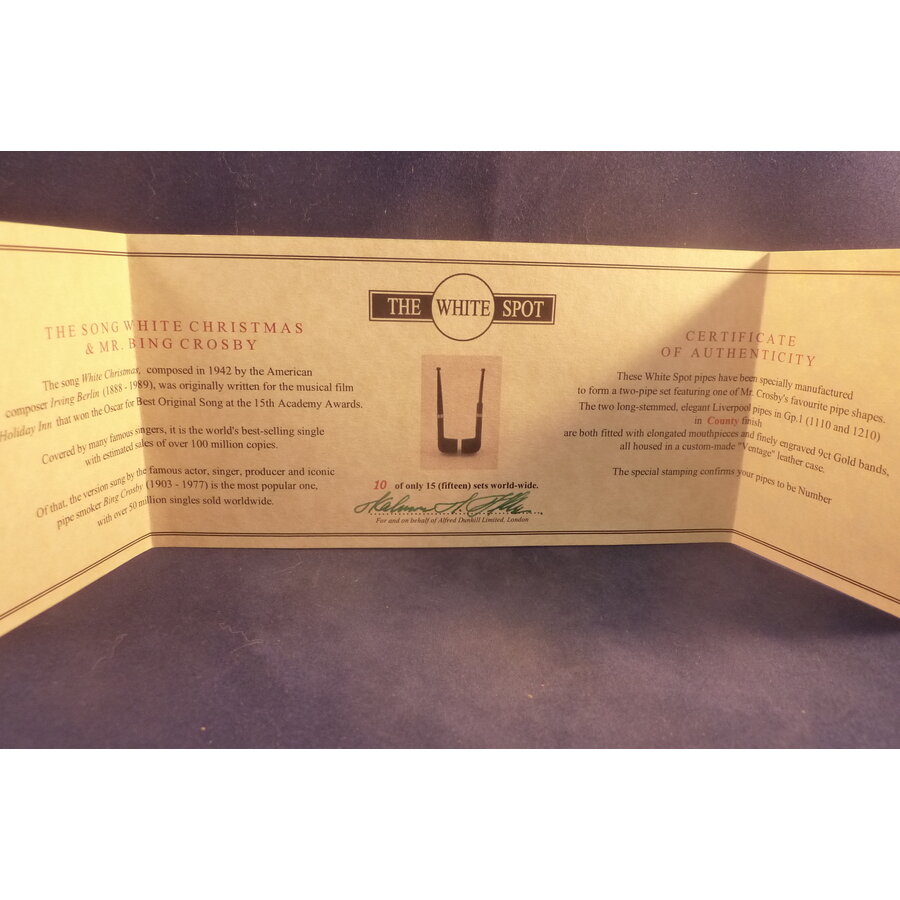 THE SONG WHITE CHRISTMAS
& MR. BING CROSBY
The song White Christmas, composed in 1942 by the American
composer Irving Berlin (1888 - 1989), was originally written for the musical film
Holiday Inn that won the Oscar for Best Original Song at the 15th Academy Awards.
Covered by many famous singers, it is the world's best-selling single
with estimated sales of over 100 million copies.
Of that, the version sung by the famous actor, singer, producer and iconic
pipe smoker Bing Crosby (1903 - 1977) is the most popular one,
with over 50 million singles sold worldwide.
THE WHITE SPOT
10 of only 15 (fifteen) sets world-wide.
For and on behalf of Alfred Dunhill Limited, London
CERTIFICATE
OF AUTHENTICITY
These White Spot pipes have been specially manufactured
to form a two-pipe set featuring one of Mr. Crosby's favourite pipe shapes.
The two long-stemmed, elegant Liverpool pipes in Gp.1 (1110 and 1210)
in County finish
are both fitted with elongated mouthpieces and finely engraved 9ct Gold bands,
all housed in a custom-made "Ventage" leather case.
The special stamping confirms your pipes to be Number